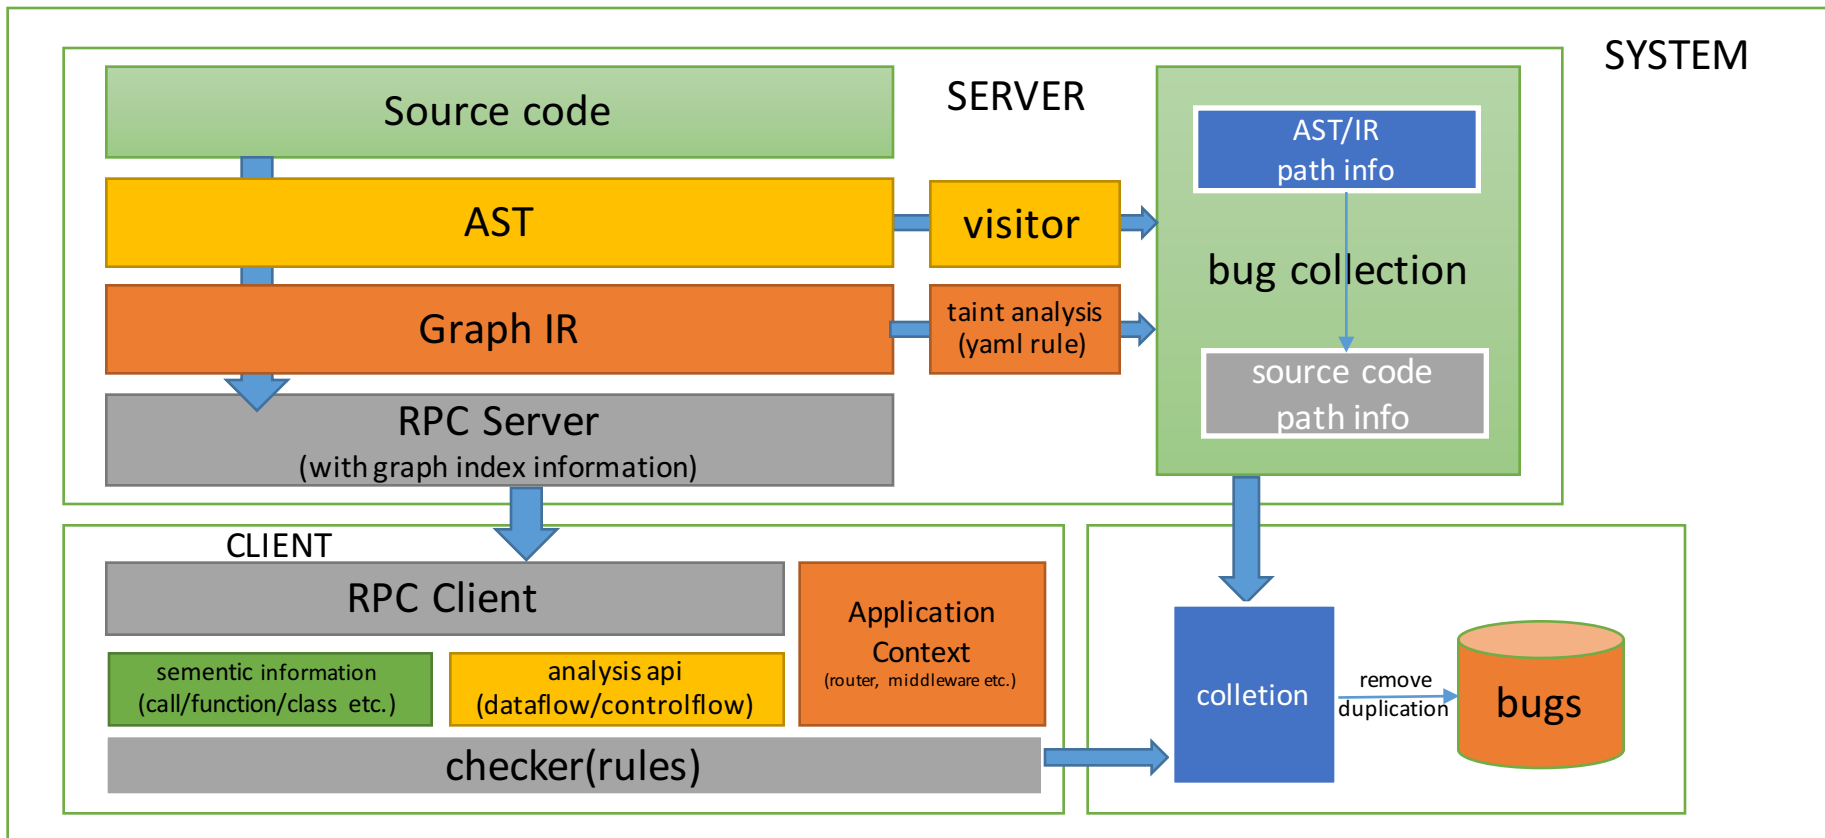 SYSTEM
SERVER
Source code
AST
visitor
Graph IR
taint analysis
(yaml rule)
RPC Server
(with graph index information)
AST/IR
path info
bug collection
source code
path info
CLIENT
RPC Client
sementic information
(call/function/class etc.)
analysis api
(dataflow/controlflow)
Application
Context
(router, middleware etc.)
checker(rules)
colletion
remove
duplication
bugs